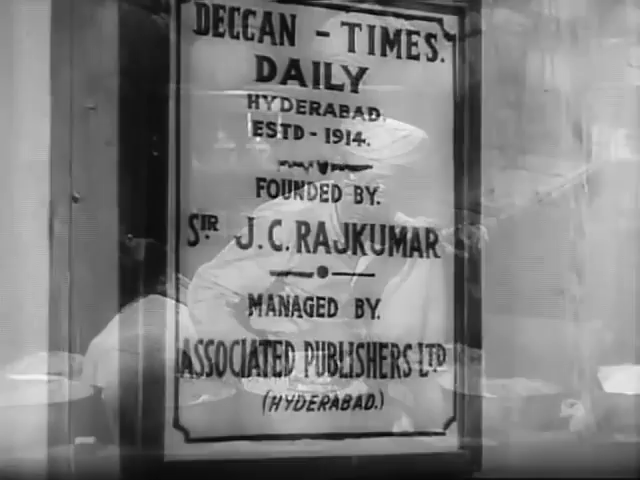 DECCAN - TIMES.
DAILY
HYDERABAD.
ESTD - 1914.
FOUNDED BY.
SIR J.C. RAJKUMAR
MANAGED BY.
ASSOCIATED PUBLISHERS LTD
(HYDERABAD.)